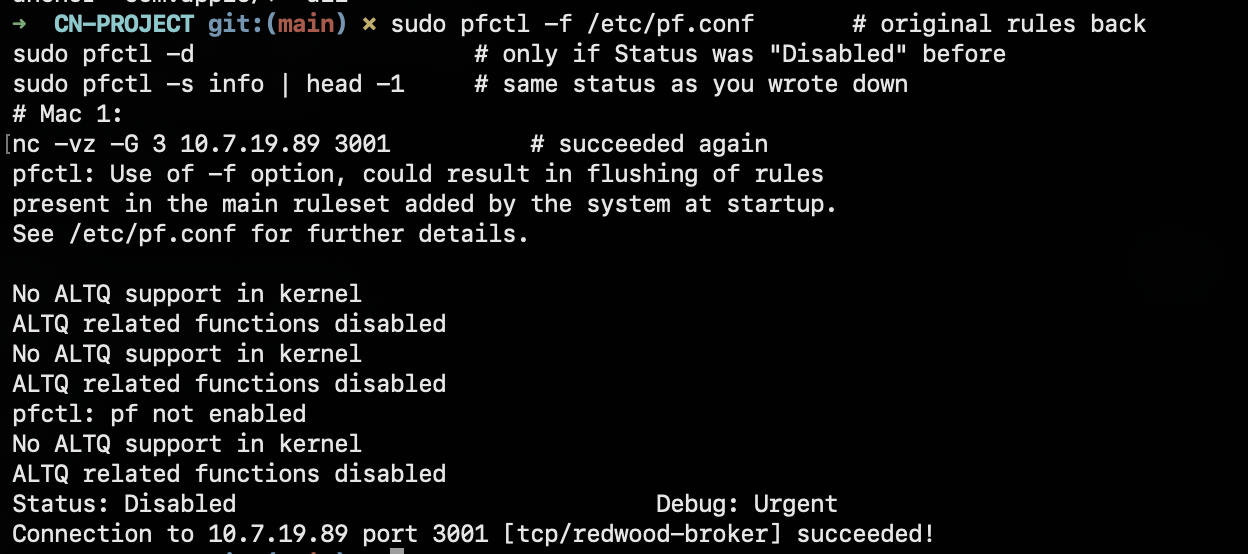 ➜  CN-PROJECT git:(main) × sudo pfctl -f /etc/pf.conf       # original rules back
sudo pfctl -d                    # only if Status was "Disabled" before
sudo pfctl -s info | head -1     # same status as you wrote down
# Mac 1:
nc -vz -G 3 10.7.19.89 3001          # succeeded again
pfctl: Use of -f option, could result in flushing of rules
present in the main ruleset added by the system at startup.
See /etc/pf.conf for further details.

No ALTQ support in kernel
ALTQ related functions disabled
No ALTQ support in kernel
ALTQ related functions disabled
pfctl: pf not enabled
No ALTQ support in kernel
ALTQ related functions disabled
Status: Disabled                              Debug: Urgent
Connection to 10.7.19.89 port 3001 [tcp/redwood-broker] succeeded!